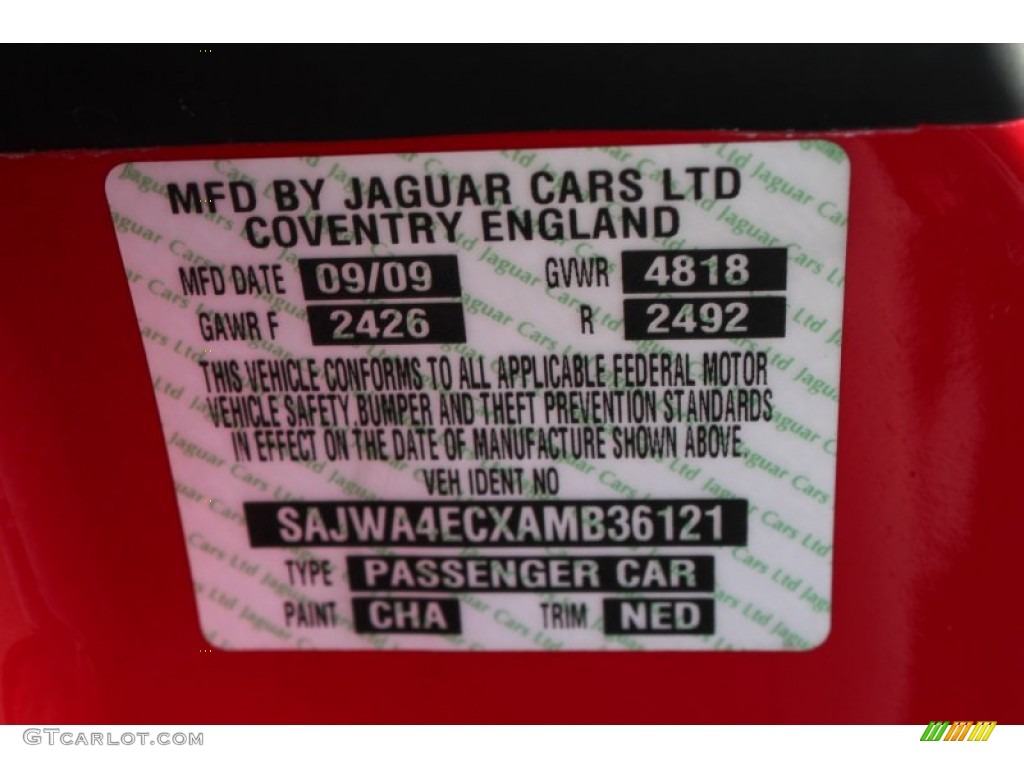 MFD BY JAGUAR CARS LTD
COVENTRY ENGLAND
MFD DATE 09/09 GVWR 4818
GAWR F 2426 R 2492
THIS VEHICLE CONFORMS TO ALL APPLICABLE FEDERAL MOTOR
VEHICLE SAFETY, BUMPER AND THEFT PREVENTION STANDARDS
IN EFFECT ON THE DATE OF MANUFACTURE SHOWN ABOVE.
VEH IDENT NO
SAJWA4ECXAMB36121
TYPE PASSENGER CAR
PAINT CHA TRIM NED
GTCARLOT.COM